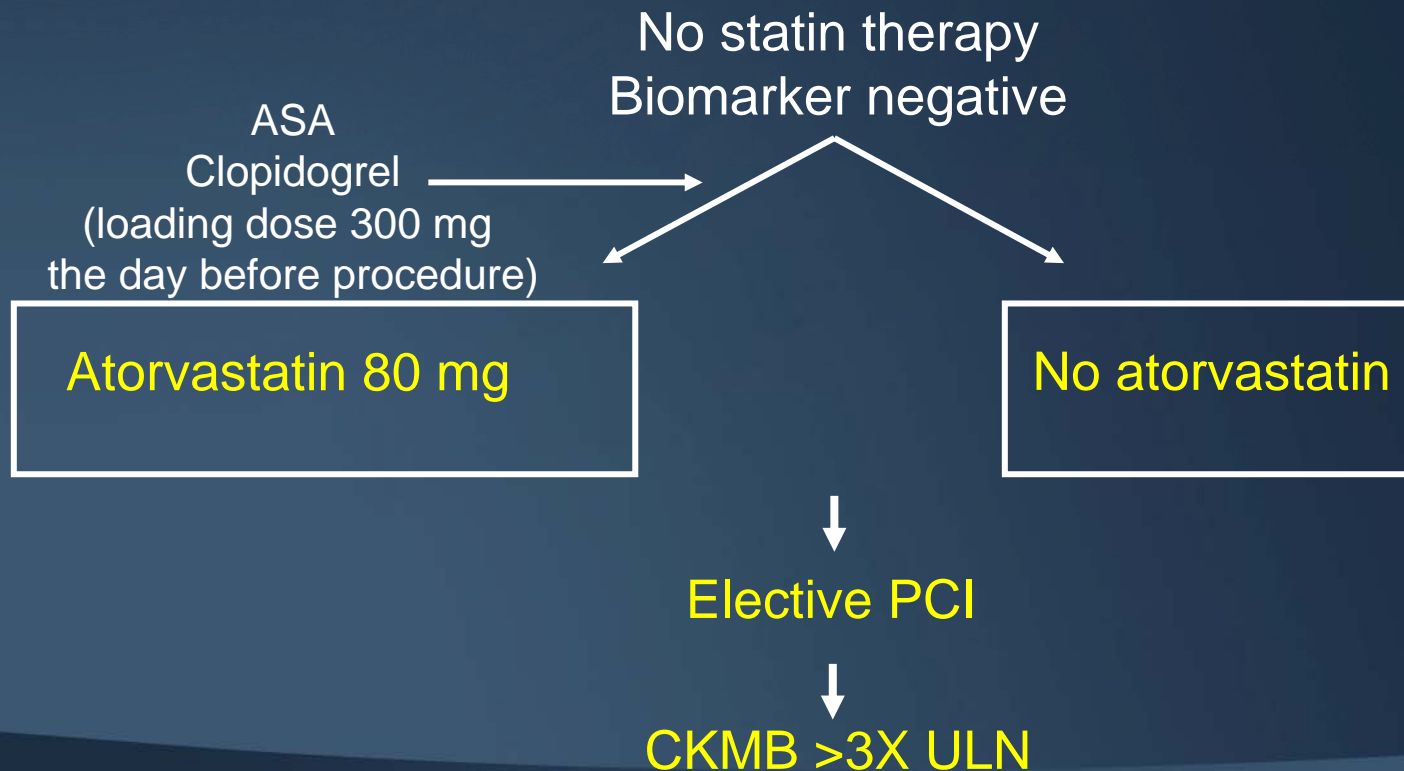 No statin therapy
Biomarker negative
ASA
Clopidogrel
(loading dose 300 mg
the day before procedure)
Atorvastatin 80 mg
No atorvastatin
Elective PCI
CKMB >3X ULN